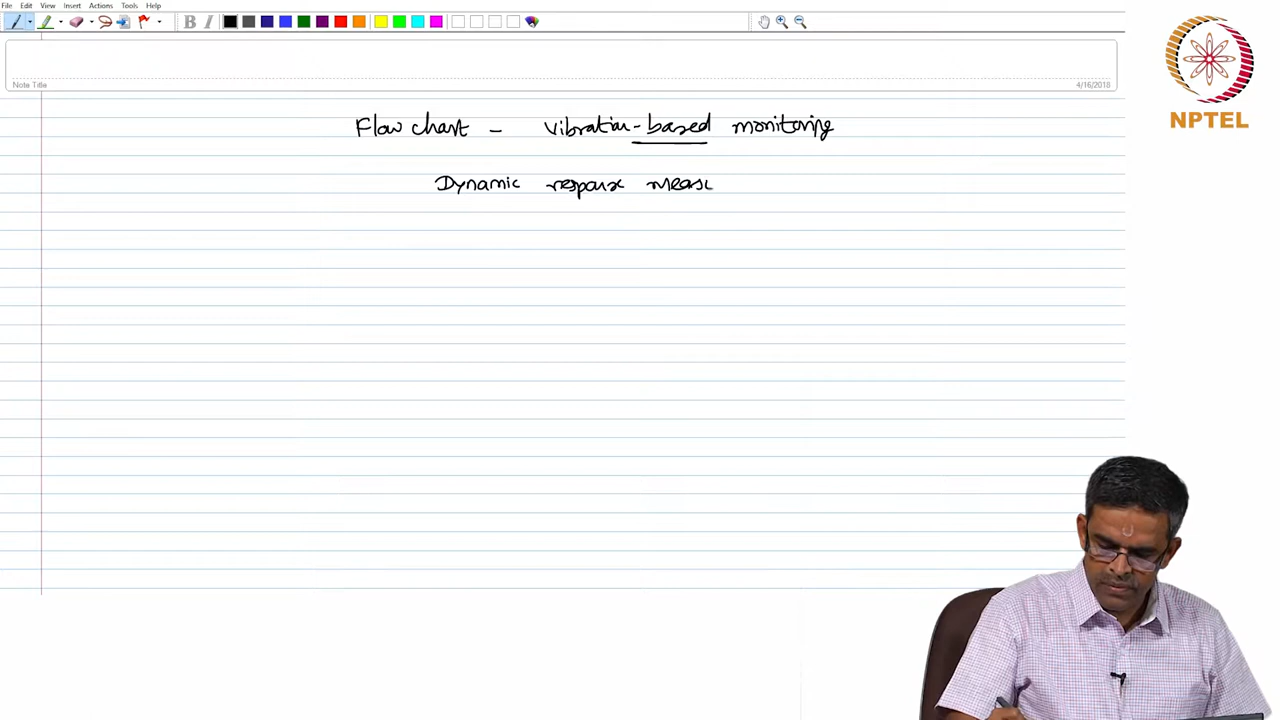 File Edit View Insert Actions Tools Help
B I
Note Title
4/16/2018
NPTEL
Flow chart - vibration-based monitoring
Dynamic response measu